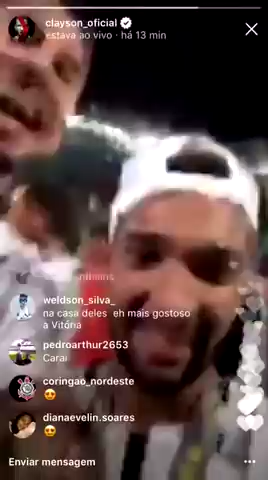 clayson_oficial
estava ao vivo • há 13 min
weldson_silva_
na casa deles eh mais gostoso
a Vitória
pedroarthur2653
Carai
coringao_nordeste
😍
dianaevelin.soares
😍
Enviar mensagem